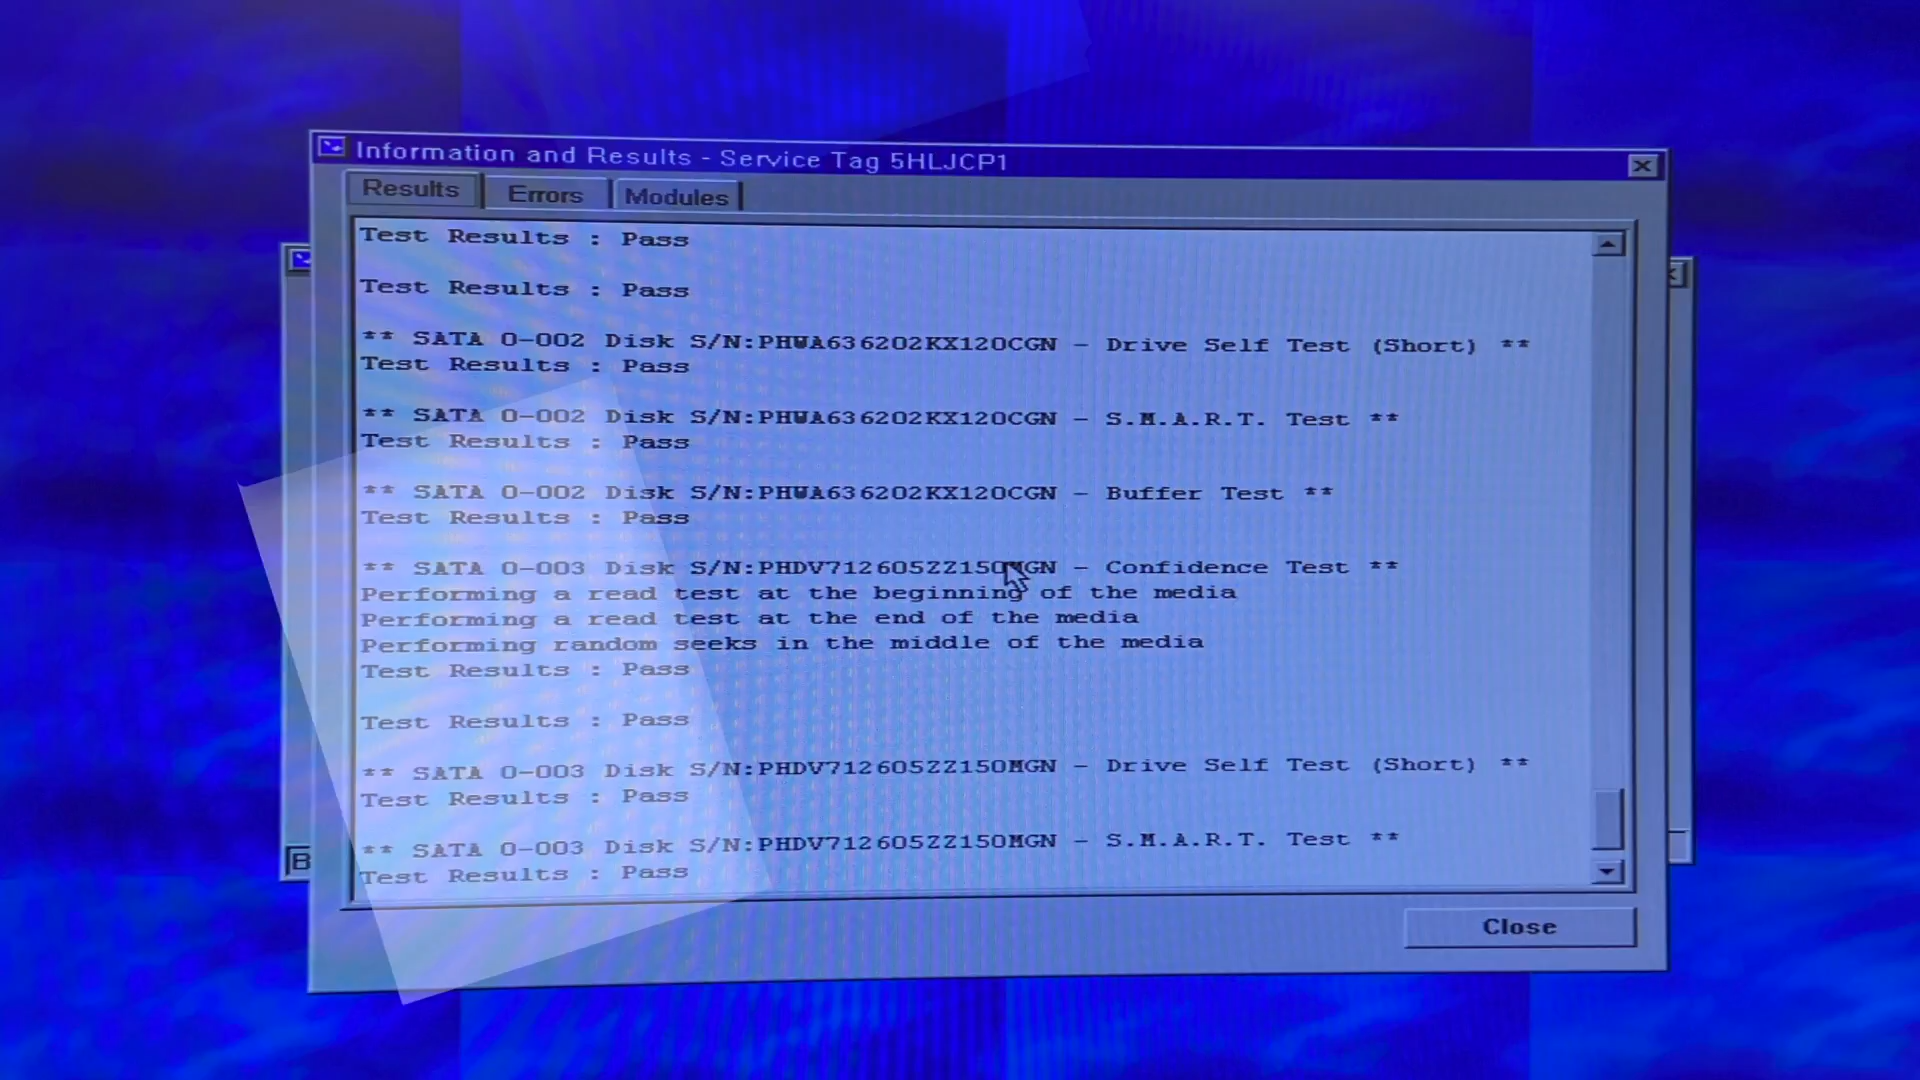 Information and Results - Service Tag 5HLJCP1
Results Errors Modules
Test Results : Pass
Test Results : Pass
** SATA 0-002 Disk S/N:PHWA636202KX120CGN - Drive Self Test (Short) **
Test Results : Pass
** SATA 0-002 Disk S/N:PHWA636202KX120CGN - S.M.A.R.T. Test **
Test Results : Pass
** SATA 0-002 Disk S/N:PHWA636202KX120CGN - Buffer Test **
Test Results : Pass
** SATA 0-003 Disk S/N:PHDV712605ZZ150MGN - Confidence Test **
Performing a read test at the beginning of the media
Performing a read test at the end of the media
Performing random seeks in the middle of the media
Test Results : Pass
Test Results : Pass
** SATA 0-003 Disk S/N:PHDV712605ZZ150MGN - Drive Self Test (Short) **
Test Results : Pass
** SATA 0-003 Disk S/N:PHDV712605ZZ150MGN - S.M.A.R.T. Test **
Test Results : Pass
Close